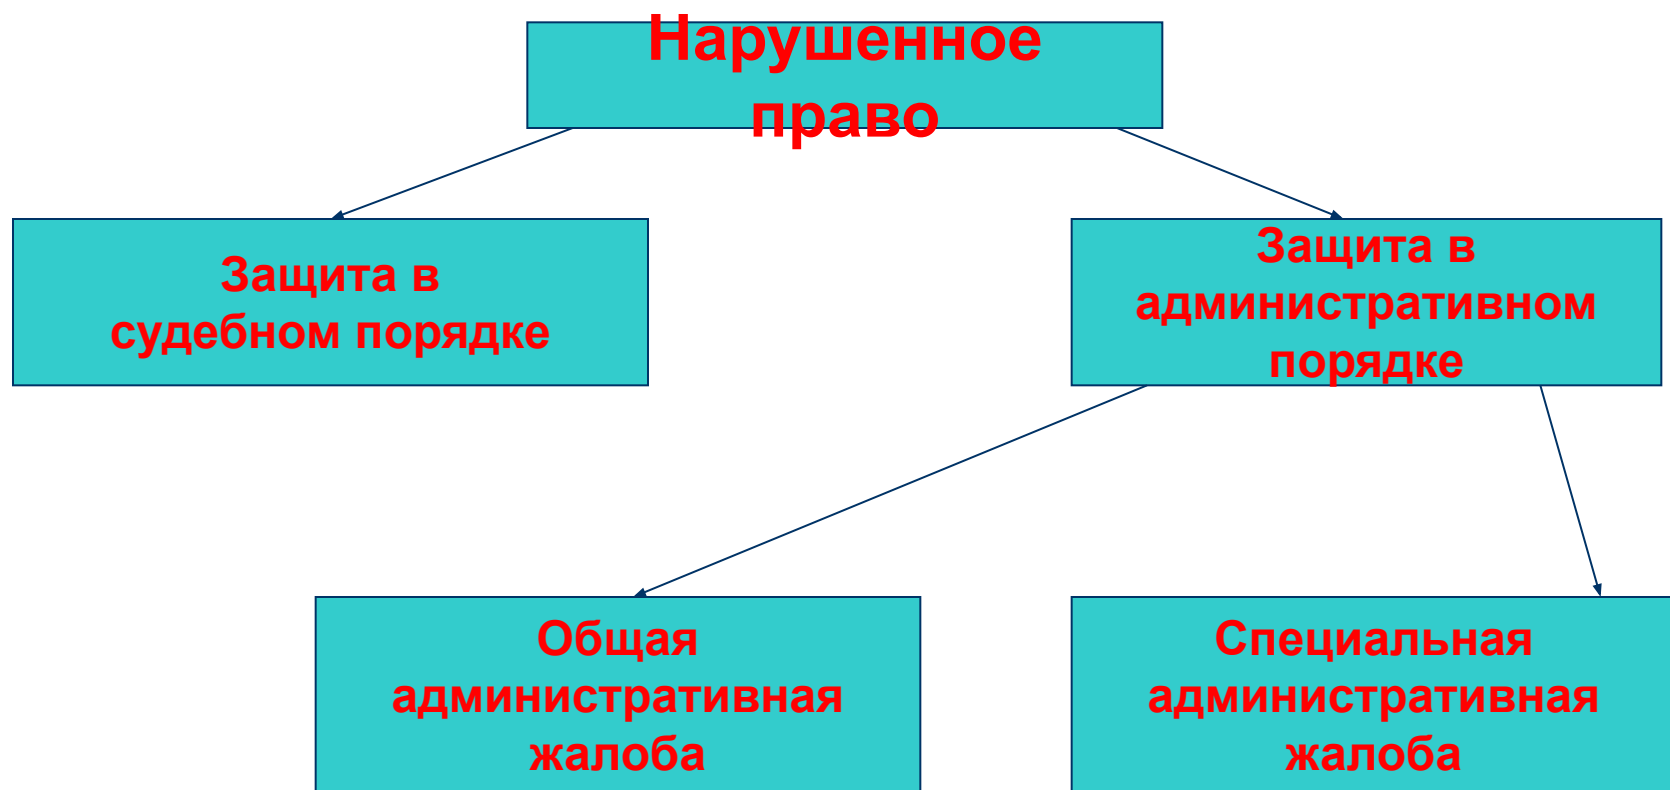 Нарушенное
право
Защита в
судебном порядке
Защита в
административном
порядке
Общая
административная
жалоба
Специальная
административная
жалоба